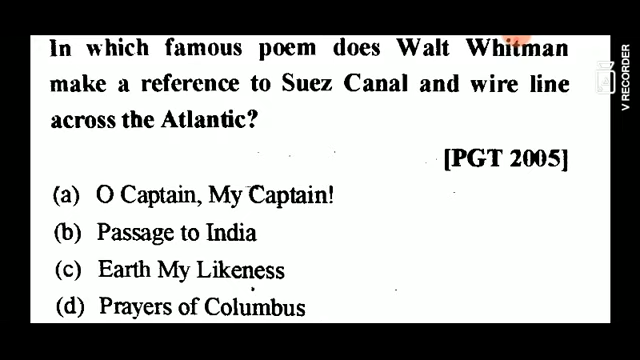 In which famous poem does Walt Whitman
make a reference to Suez Canal and wire line
across the Atlantic?
[PGT 2005]
(a) O Captain, My Captain!
(b) Passage to India
(c) Earth My Likeness
(d) Prayers of Columbus
V RECORDER